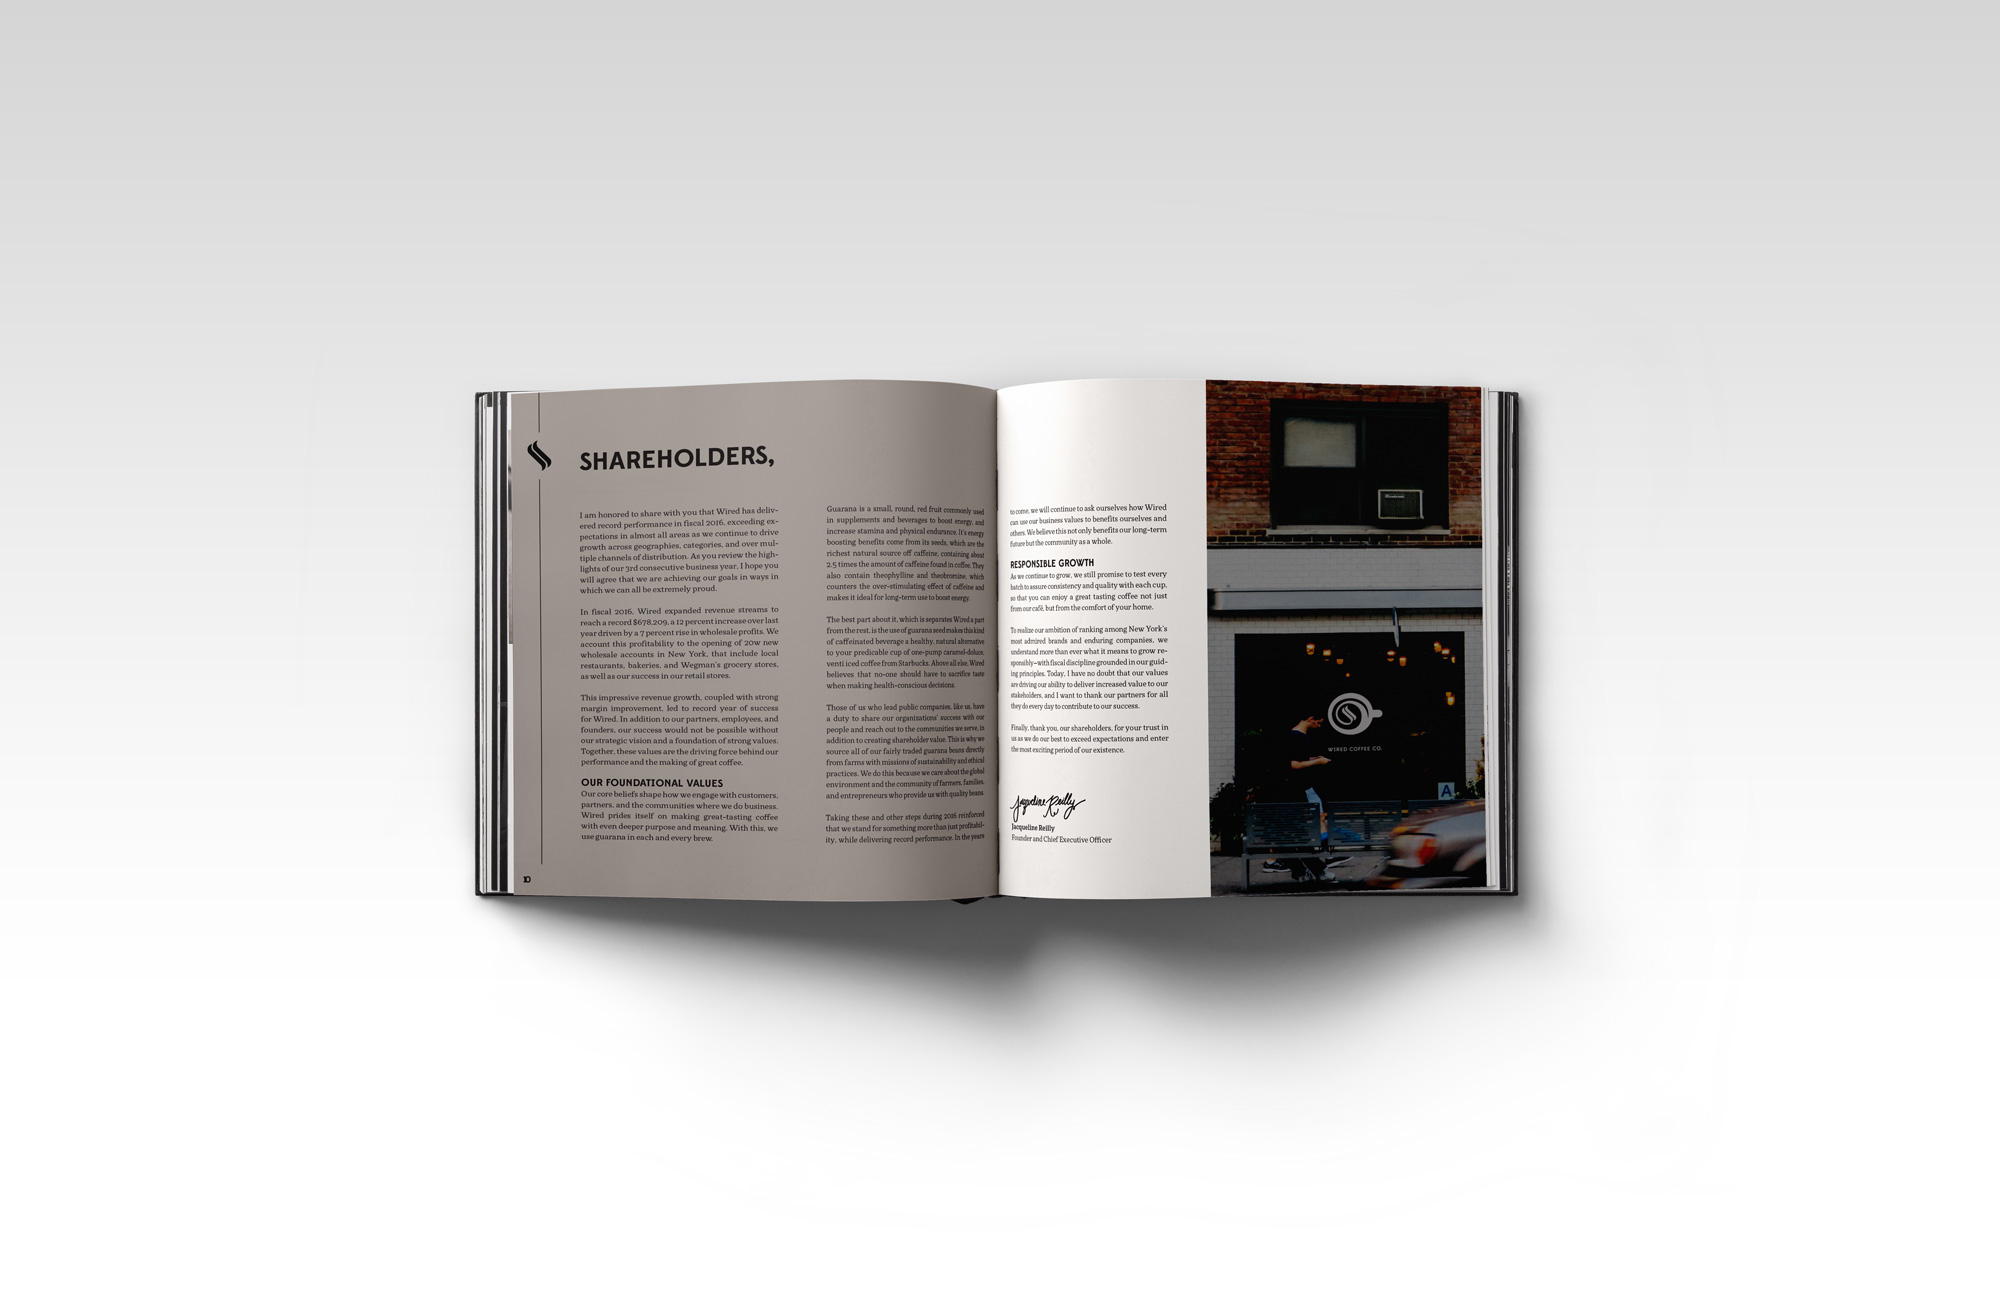 SHAREHOLDERS,
I am honored to share with you that Wired has deliv-
ered record performance in fiscal 2016, exceeding ex-
pectations in almost all areas as we continue to drive
growth across geographies, categories, and over mul-
tiple channels of distribution. As you review the high-
lights of our 3rd consecutive business year, I hope you
will agree that we are achieving our goals in ways in
which we can all be extremely proud.
In fiscal 2016, Wired expanded revenue streams to
reach a record $678,209, a 12 percent increase over last
year driven by a 7 percent rise in wholesale profits. We
account this profitability to the opening of 20w new
wholesale accounts in New York, that include local
restaurants, bakeries, and Wegman's grocery stores,
as well as our success in our retail stores.
This impressive revenue growth, coupled with strong
margin improvement, led to record year of success
for Wired. In addition to our partners, employees, and
founders, our success would not be possible without
our strategic vision and a foundation of strong values.
Together, these values are the driving force behind our
performance and the making of great coffee.
OUR FOUNDATIONAL VALUES
Our core beliefs shape how we engage with customers,
partners, and the communities where we do business.
Wired prides itself on making great-tasting coffee
with even deeper purpose and meaning. With this, we
use guarana in each and every brew.
10
Guarana is a small, round, red fruit commonly used
in supplements and beverages to boost energy, and
increase stamina and physical endurance. It's energy
boosting benefits come from its seeds, which are the
richest natural source off caffeine, containing about
2.5 times the amount of caffeine found in coffee. They
also contain theophylline and theobromine, which
counters the over-stimulating effect of caffeine and
makes it ideal for long-term use to boost energy.
The best part about it, which is separates Wired a part
from the rest, is the use of guarana seed makes this kind
of caffeinated beverage a healthy, natural alternative
to your predicable cup of one-pump caramel-doluce,
venti iced coffee from Starbucks. Above all else, Wired
believes that no-one should have to sacrifice taste
when making health-conscious decisions.
Those of us who lead public companies, like us, have
a duty to share our organizations' success with our
people and reach out to the communities we serve, in
addition to creating shareholder value. This is why we
source all of our fairly traded guarana beans directly
from farms with missions of sustainability and ethical
practices. We do this because we care about the global
environment and the community of farmers, families,
and entrepreneurs who provide us with quality beans.
Taking these and other steps during 2016 reinforced
that we stand for something more than just profitabil-
ity, while delivering record performance. In the years
to come, we will continue to ask ourselves how Wired
can use our business values to benefits ourselves and
others. We believe this not only benefits our long-term
future but the community as a whole.
RESPONSIBLE GROWTH
As we continue to grow, we still promise to test every
batch to assure consistency and quality with each cup,
so that you can enjoy a great tasting coffee not just
from our café, but from the comfort of your home.
To realize our ambition of ranking among New York's
most admired brands and enduring companies, we
understand more than ever what it means to grow re-
sponsibly–with fiscal discipline grounded in our guid-
ing principles. Today, I have no doubt that our values
are driving our ability to deliver increased value to our
stakeholders, and I want to thank our partners for all
they do every day to contribute to our success.
Finally, thank you, our shareholders, for your trust in
us as we do our best to exceed expectations and enter
the most exciting period of our existence.
Jacqueline Reilly
Jacqueline Reilly
Founder and Chief Executive Officer
WIRED COFFEE CO.
A